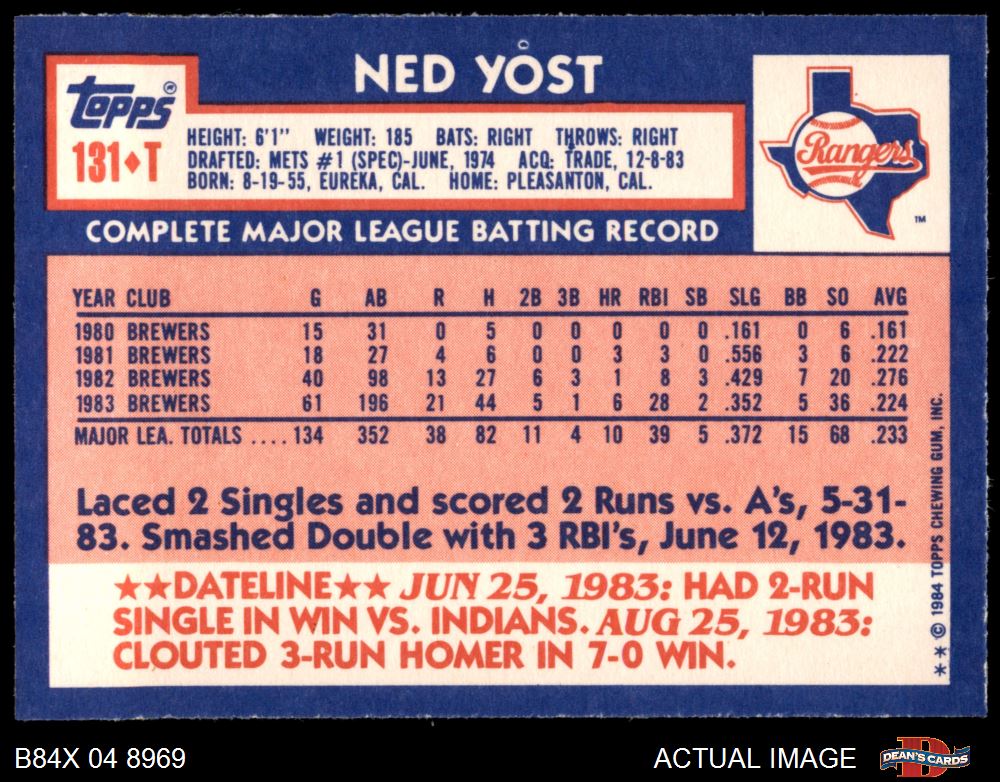 NED YOST
Topps®
131♦T
HEIGHT: 6'1" WEIGHT: 185 BATS: RIGHT THROWS: RIGHT
DRAFTED: METS #1 (SPEC)-JUNE, 1974 ACQ: TRADE, 12-8-83
BORN: 8-19-55, EUREKA, CAL. HOME: PLEASANTON, CAL.
Rangers
TM
COMPLETE MAJOR LEAGUE BATTING RECORD
YEAR CLUB G AB R H 2B 3B HR RBI SB SLG BB SO AVG
1980 BREWERS 15 31 0 5 0 0 0 0 0 .161 0 6 .161
1981 BREWERS 18 27 4 6 0 0 3 3 0 .556 3 6 .222
1982 BREWERS 40 98 13 27 6 3 1 8 3 .429 7 20 .276
1983 BREWERS 61 196 21 44 5 1 6 28 2 .352 5 36 .224
MAJOR LEA. TOTALS ....134 352 38 82 11 4 10 39 5 .372 15 68 .233
Laced 2 Singles and scored 2 Runs vs. A's, 5-31-
83. Smashed Double with 3 RBI's, June 12, 1983.
★★DATELINE★★ JUN 25, 1983: HAD 2-RUN
SINGLE IN WIN VS. INDIANS. AUG 25, 1983:
CLOUTED 3-RUN HOMER IN 7-0 WIN.
**© 1984 TOPPS CHEWING GUM, INC.
B84X 04 8969
ACTUAL IMAGE
DEAN'S CARDS